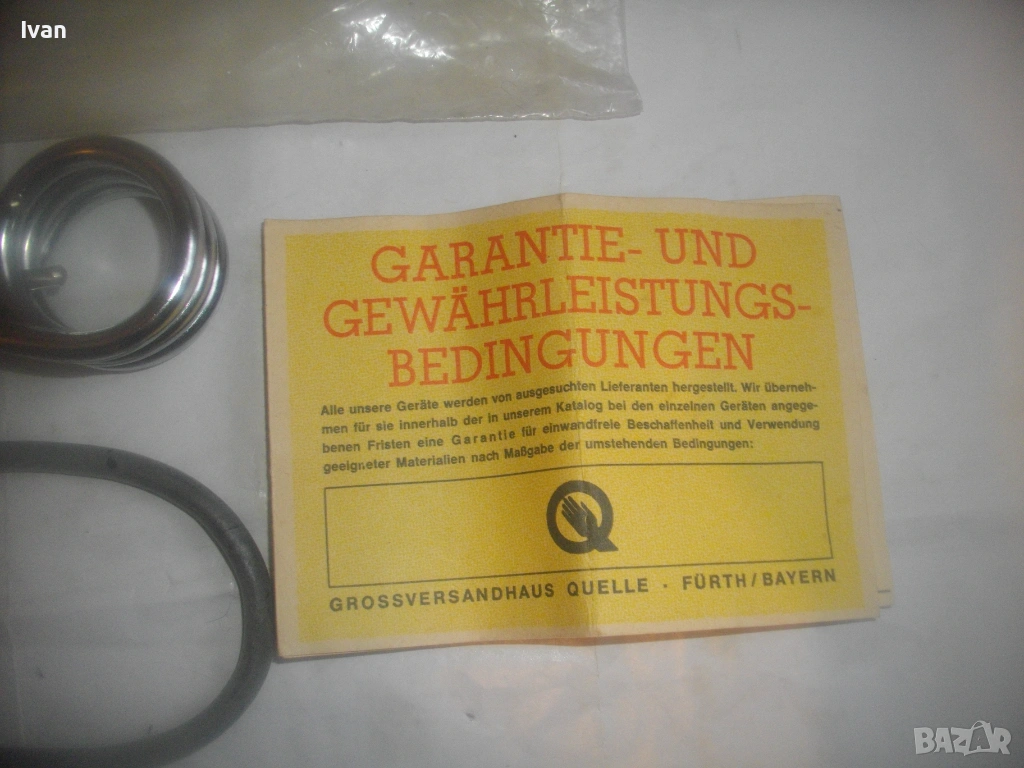 Ivan
GARANTIE- UND
GEWÄHRLEISTUNGS-
BEDINGUNGEN
Alle unsere Geräte werden von ausgesuchten Lieferanten hergestellt. Wir überneh-
men für sie innerhalb der in unserem Katalog bei den einzelnen Geräten angege-
benen Fristen eine Garantie für einwandfreie Beschaffenheit und Verwendung
geeigneter Materialien nach Maßgabe der umstehenden Bedingungen:
Q
GROSSVERSANDHAUS QUELLE · FÜRTH/BAYERN
BAZAR